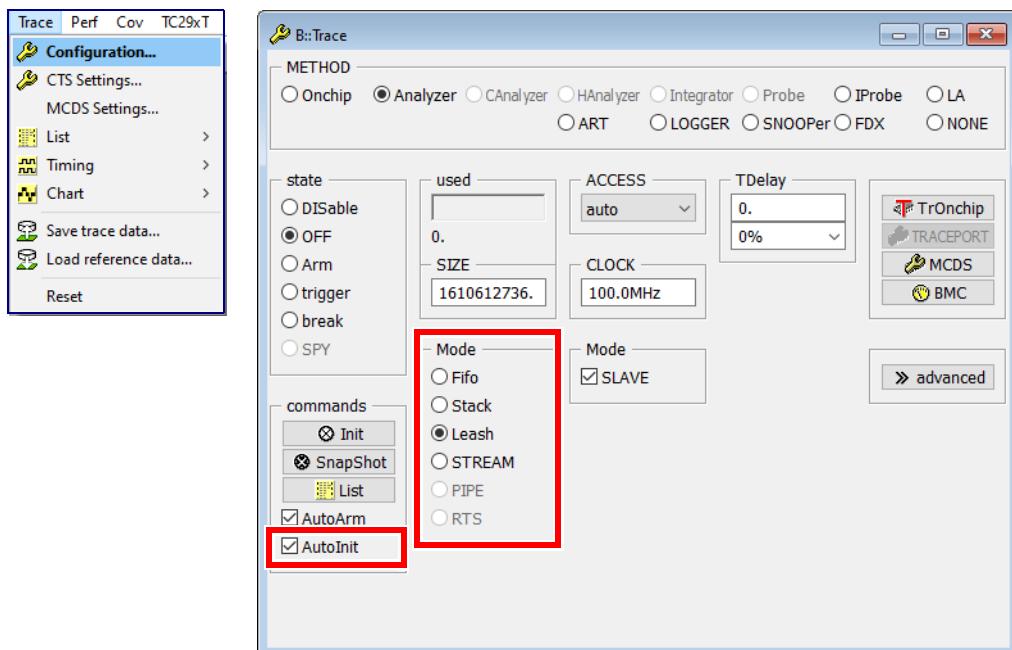 Trace Perf Cov TC29xT
Configuration...
CTS Settings...
MCDS Settings...
List
Timing
Chart
Save trace data...
Load reference data...
Reset
B::Trace
METHOD
Onchip Analyzer CAnalyzer HAnalyzer Integrator Probe IProbe LA
ART LOGGER SNOOPer FDX NONE
state
DISable
OFF
Arm
trigger
break
SPY
used
0.
SIZE
1610612736.
ACCESS
auto
CLOCK
100.0MHz
TDelay
0.
0%
TrOnchip
TRACEPORT
MCDS
BMC
commands
Init
SnapShot
List
AutoArm
AutoInit
Mode
Fifo
Stack
Leash
STREAM
PIPE
RTS
Mode
SLAVE
advanced